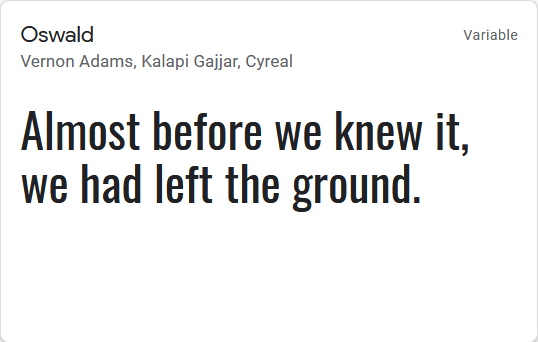 Oswald
Variable
Vernon Adams, Kalapi Gajjar, Cyreal
Almost before we knew it,
we had left the ground.